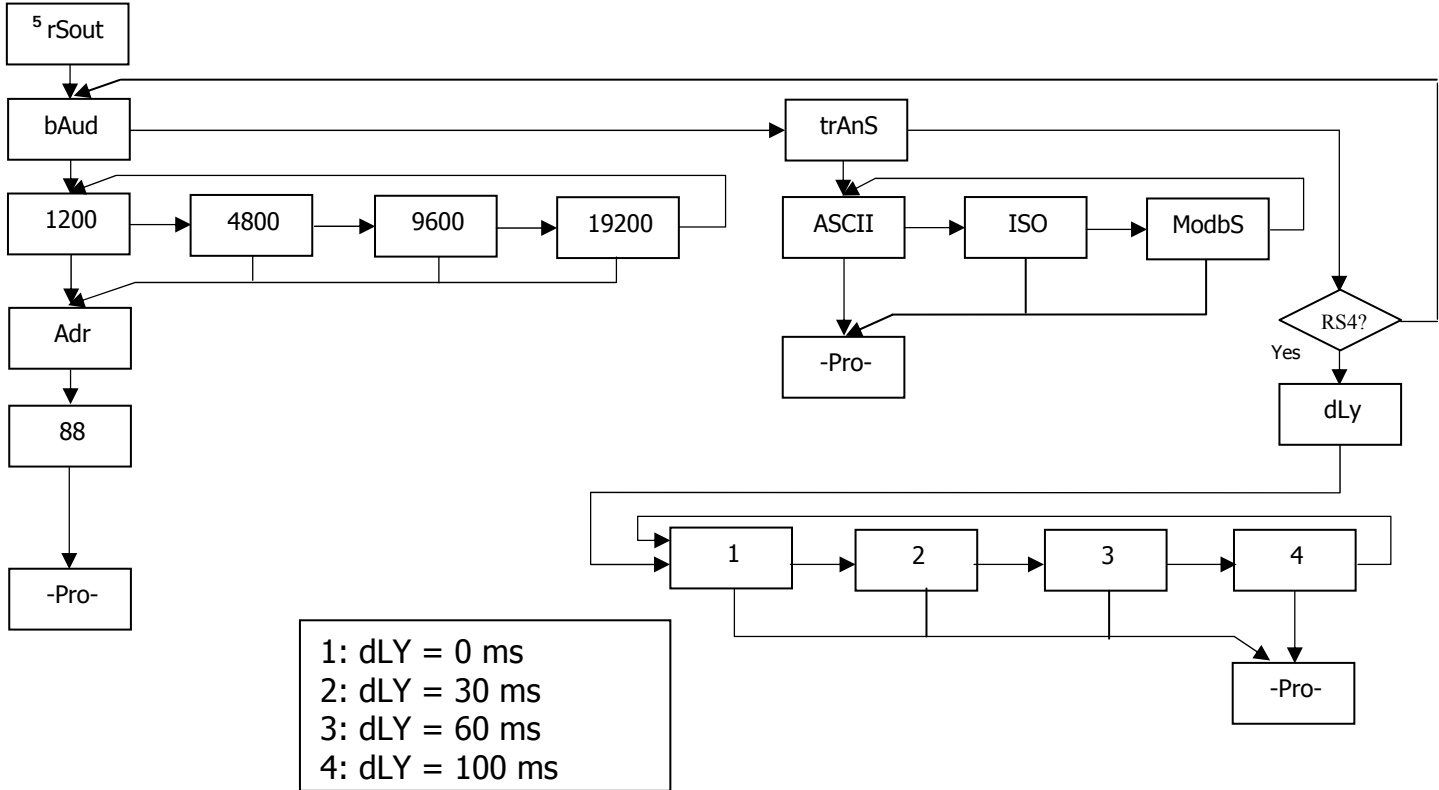 5 rSout
bAud
trAnS
1200
4800
9600
19200
ASCII
ISO
ModbS
Adr
RS4?
-Pro-
Yes
88
dLy
1
2
3
4
-Pro-
-Pro-
1: dLY = 0 ms
2: dLY = 30 ms
3: dLY = 60 ms
4: dLY = 100 ms